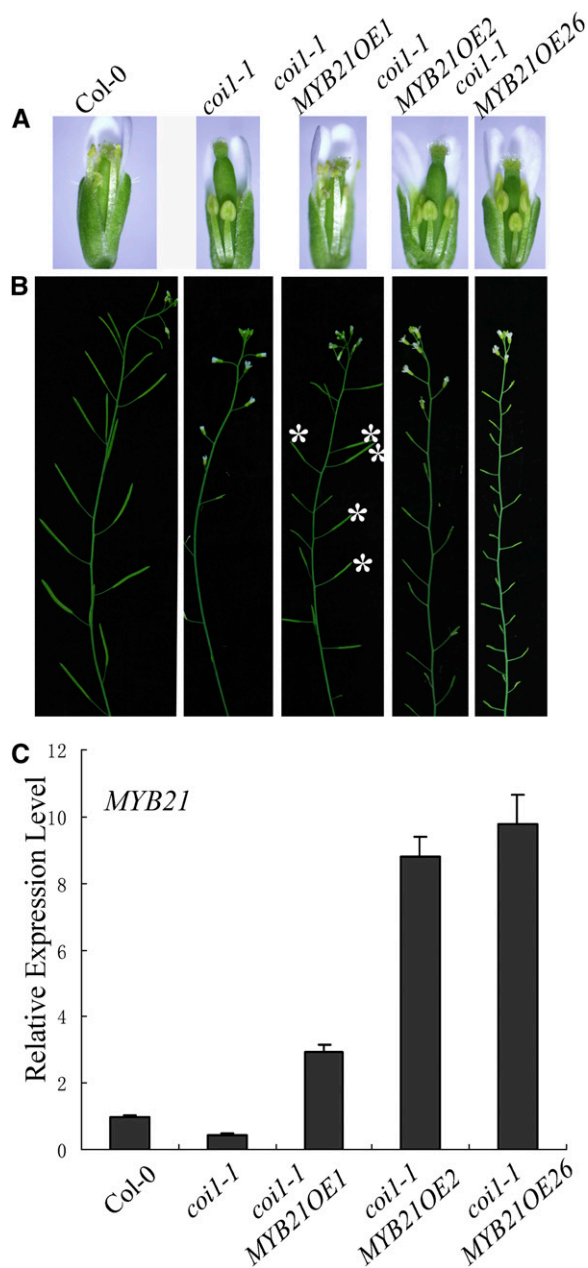 Col-0
coi1-1
coi1-1
MYB21OE1
coi1-1
MYB21OE2
coi1-1
MYB21OE26
A
B
C
MYB21
Relative Expression Level
12
10
8
6
4
2
0
Col-0
coi1-1
coi1-1
MYB21OE1
coi1-1
MYB21OE2
coi1-1
MYB21OE26